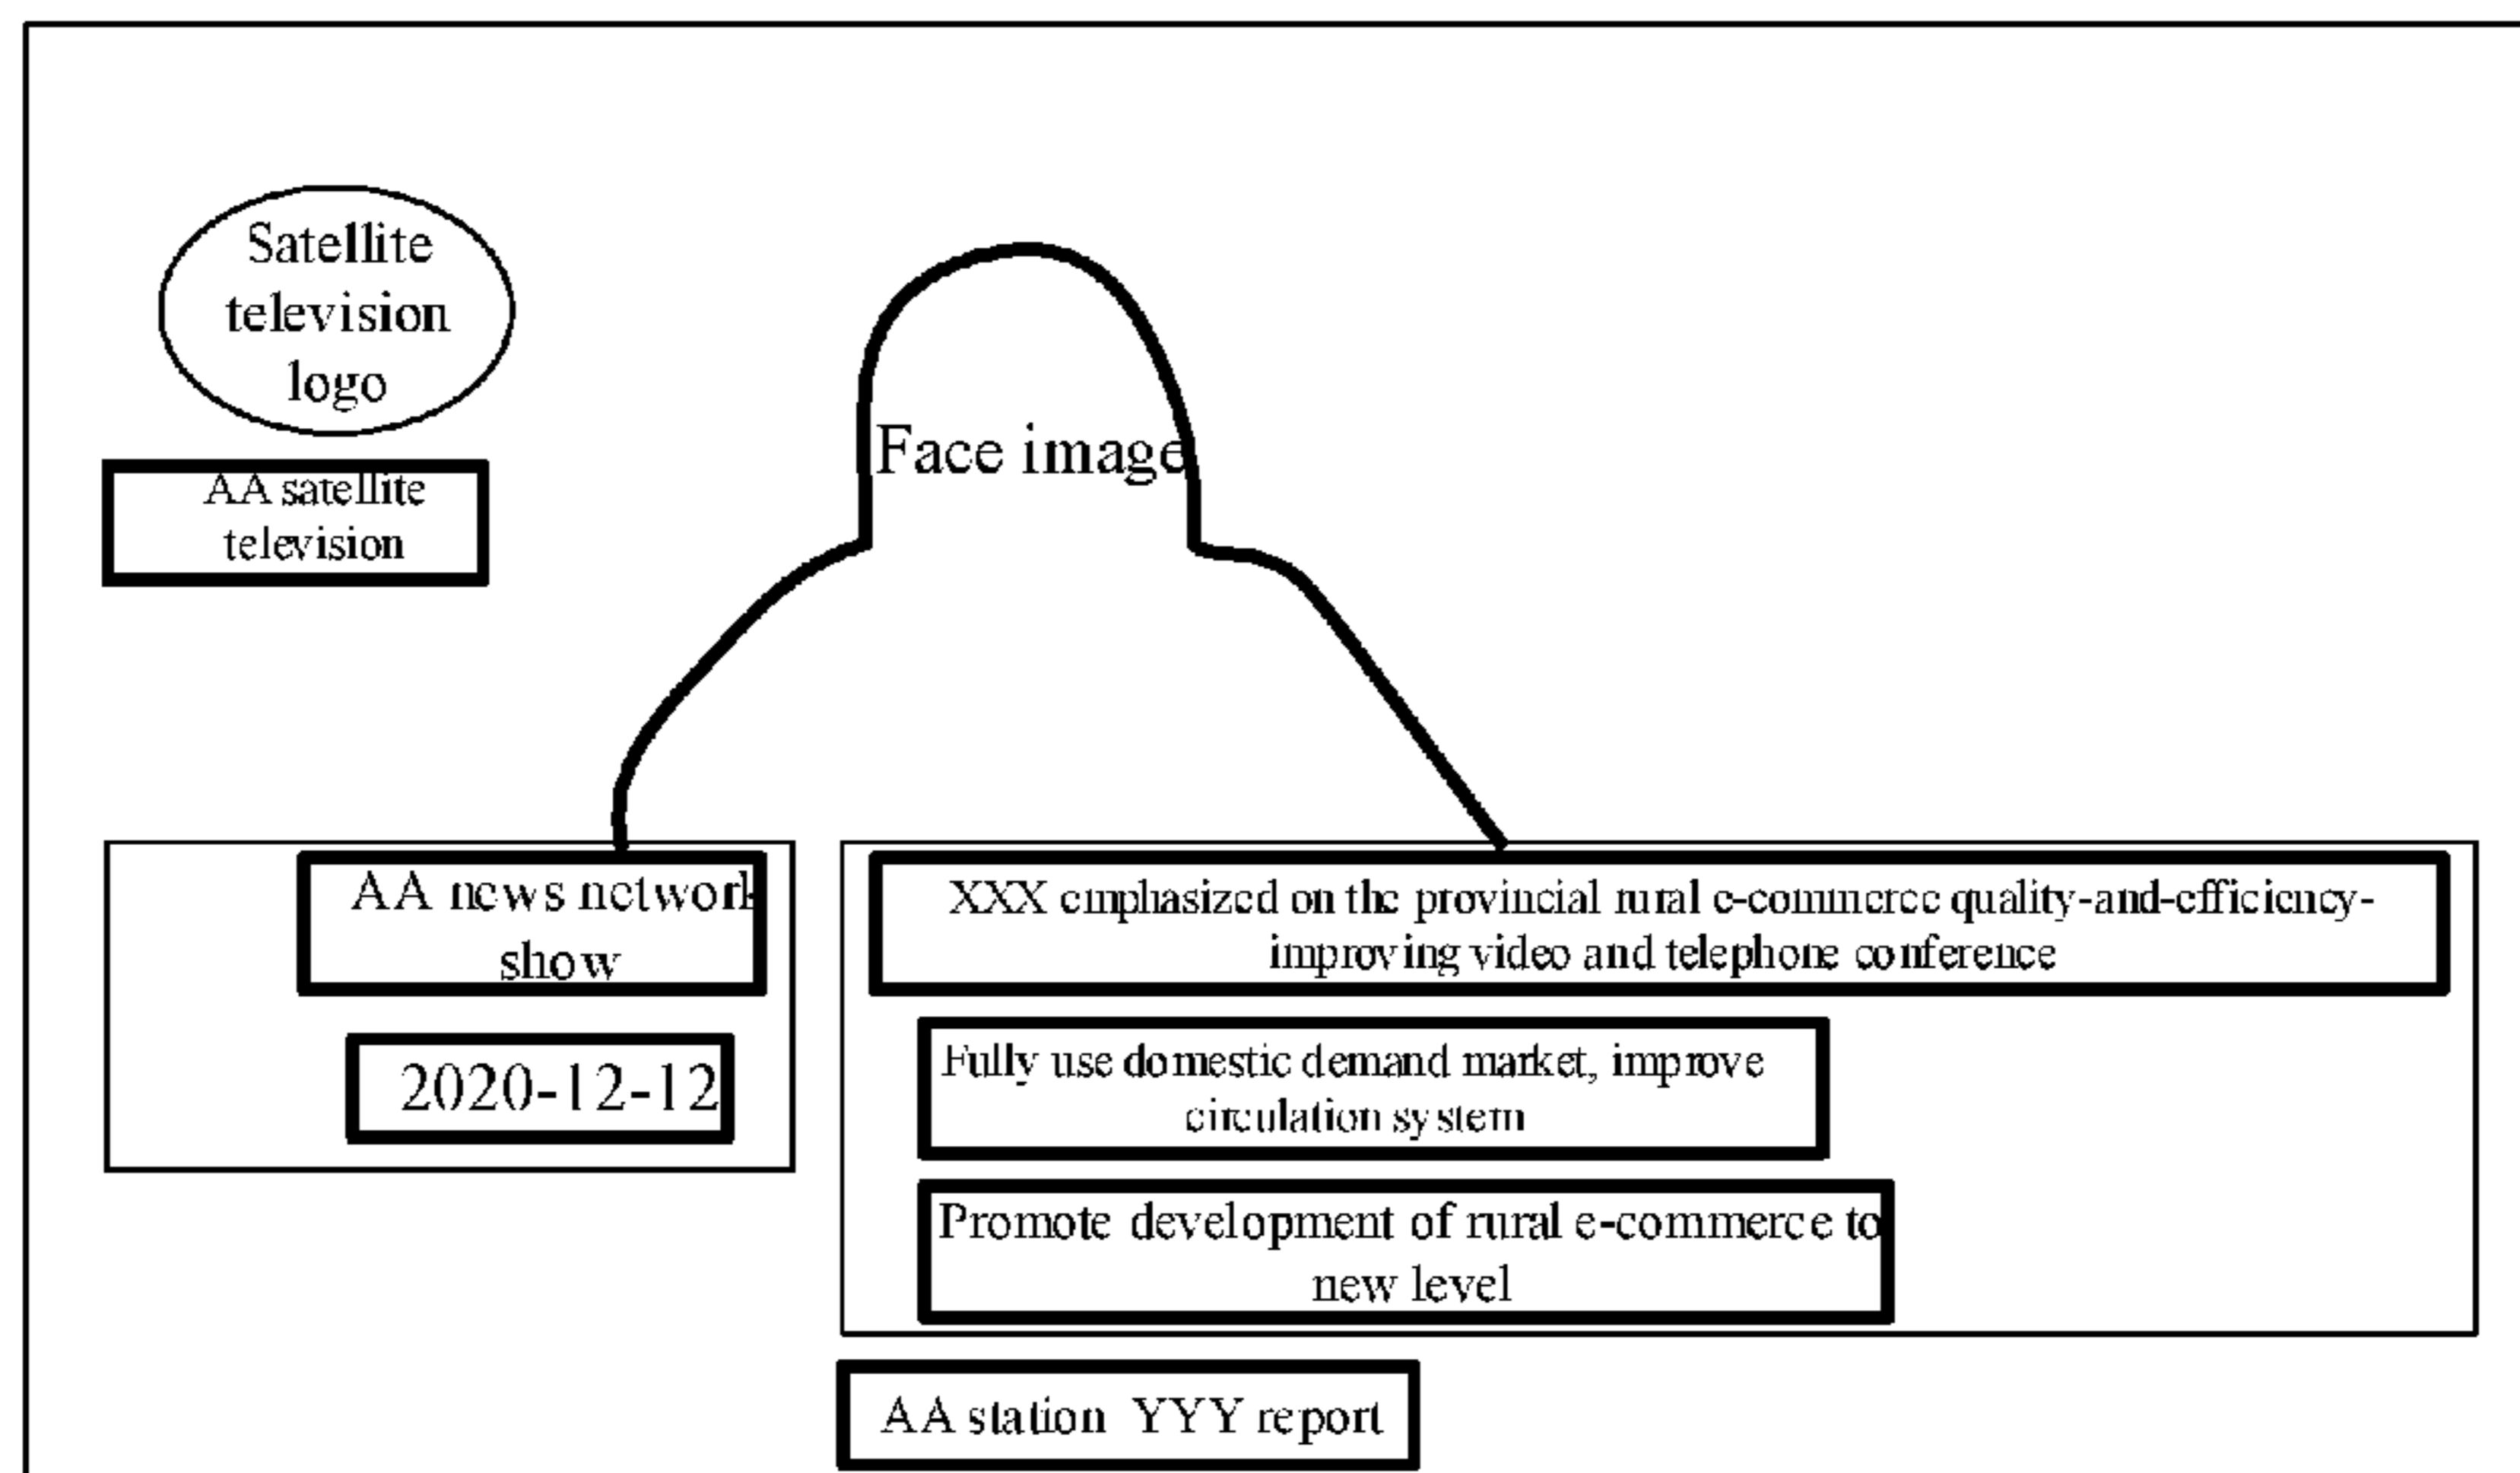 Satellite
television
logo
AA satellite
television
Face image
AA news network
show
2020-12-12
XXX emphasized on the provincial rural e-commerce quality-and-efficiency-
improving video and telephone conference
Fully use domestic demand market, improve
circulation system
Promote development of rural e-commerce to
new level
AA station YYY report